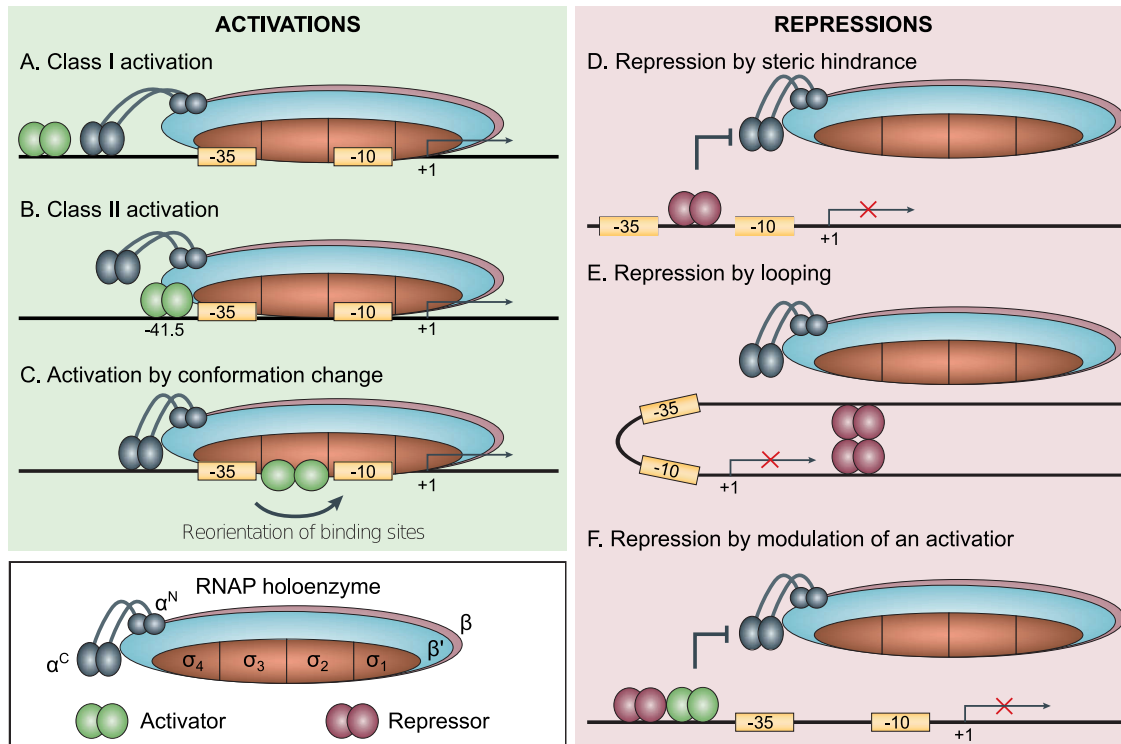 ACTIVATIONS
A. Class I activation
-35
-10
+1
B. Class II activation
-35
-10
-41.5
+1
C. Activation by conformation change
-35
-10
+1
Reorientation of binding sites
RNAP holoenzyme
αN
β
αC
σ4
σ3
σ2
σ1
β'
Activator
Repressor
REPRESSIONS
D. Repression by steric hindrance
-35
-10
+1
E. Repression by looping
-35
-10
+1
F. Repression by modulation of an activatior
-35
-10
+1